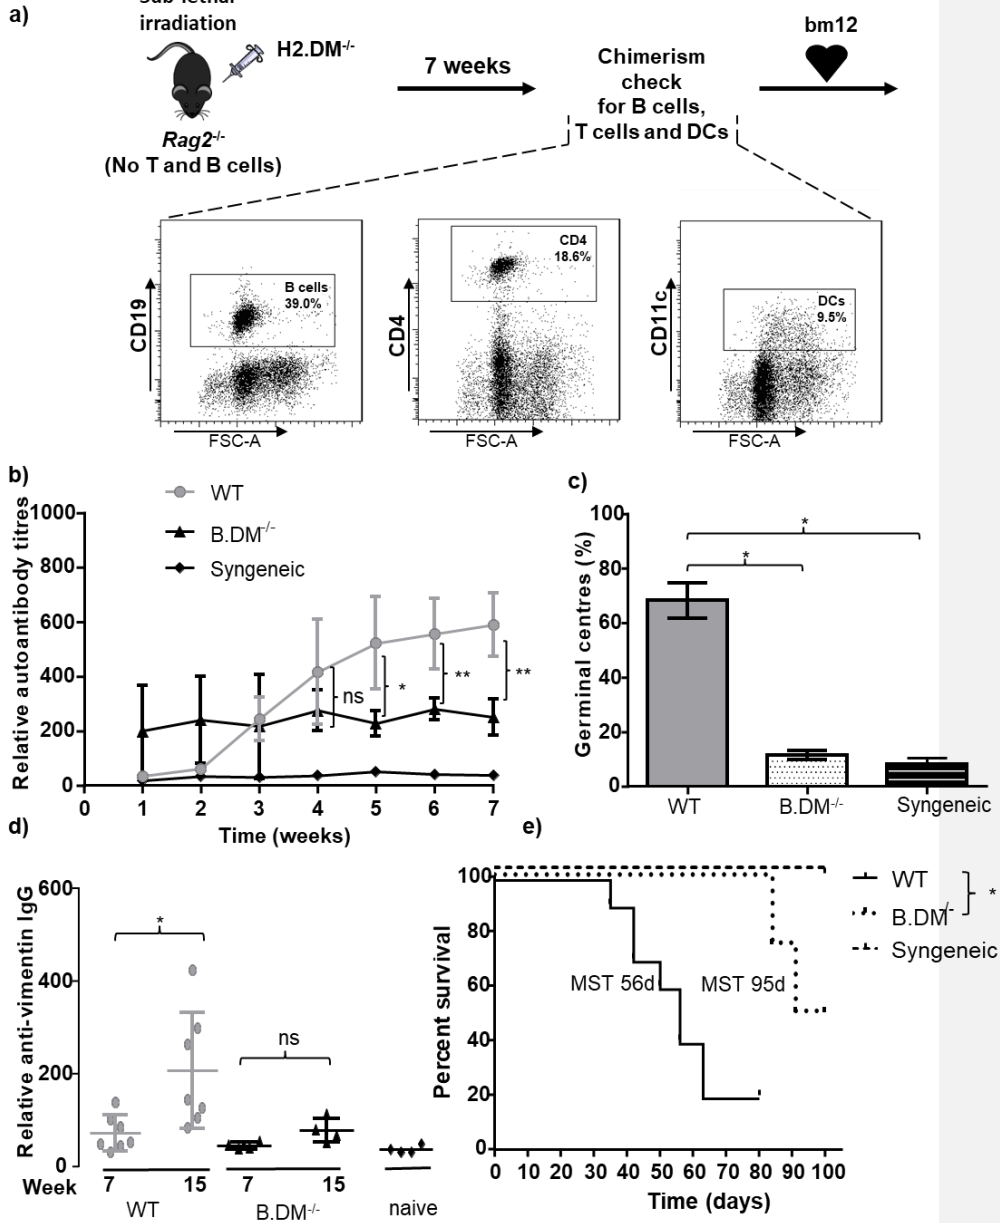 a)
Sub-lethal
irradiation
H2.DM-/-
Rag2-/-
(No T and B cells)
7 weeks
Chimerism
check
for B cells,
T cells and DCs
bm12
B cells
39.0%
CD19
FSC-A
CD4
18.6%
CD4
FSC-A
DCs
9.5%
CD11c
FSC-A
b)
WT
B.DM-/-
Syngeneic
Relative autoantibody titres
1000
800
600
400
200
0
ns
*
**
**
0 1 2 3 4 5 6 7
Time (weeks)
c)
Germinal centres (%)
100
80
60
40
20
0
*
*
WT B.DM-/- Syngeneic
d)
Relative anti-vimentin IgG
600
400
200
0
*
ns
Week 7 15 7 15
WT B.DM-/- naive
e)
Percent survival
100
80
60
40
20
0
MST 56d MST 95d
WT
B.DM-/-
Syngeneic
*
0 10 20 30 40 50 60 70 80 90 100
Time (days)